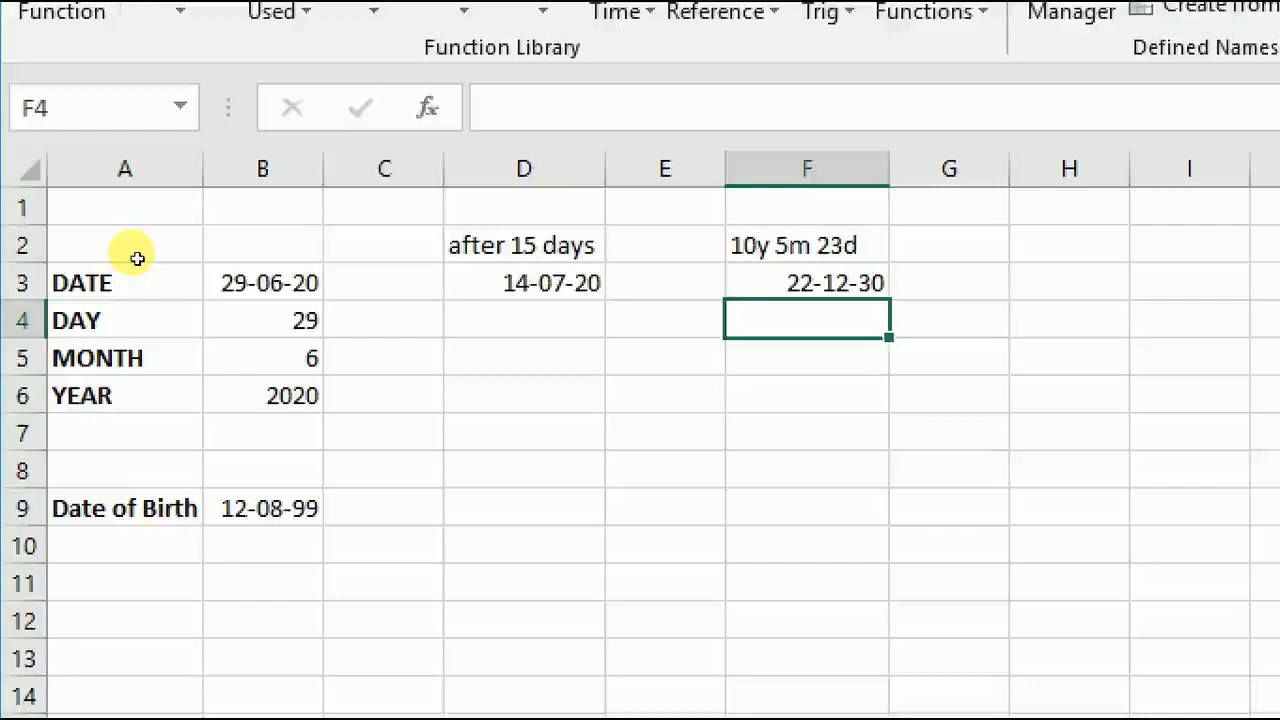 Function Used Time Reference Trig Functions Manager Create from
Function Library Defined Names
F4 fx
A B C D E F G H I
1
2 after 15 days 10y 5m 23d
3 DATE 29-06-20 14-07-20 22-12-30
4 DAY 29
5 MONTH 6
6 YEAR 2020
7
8
9 Date of Birth 12-08-99
10
11
12
13
14